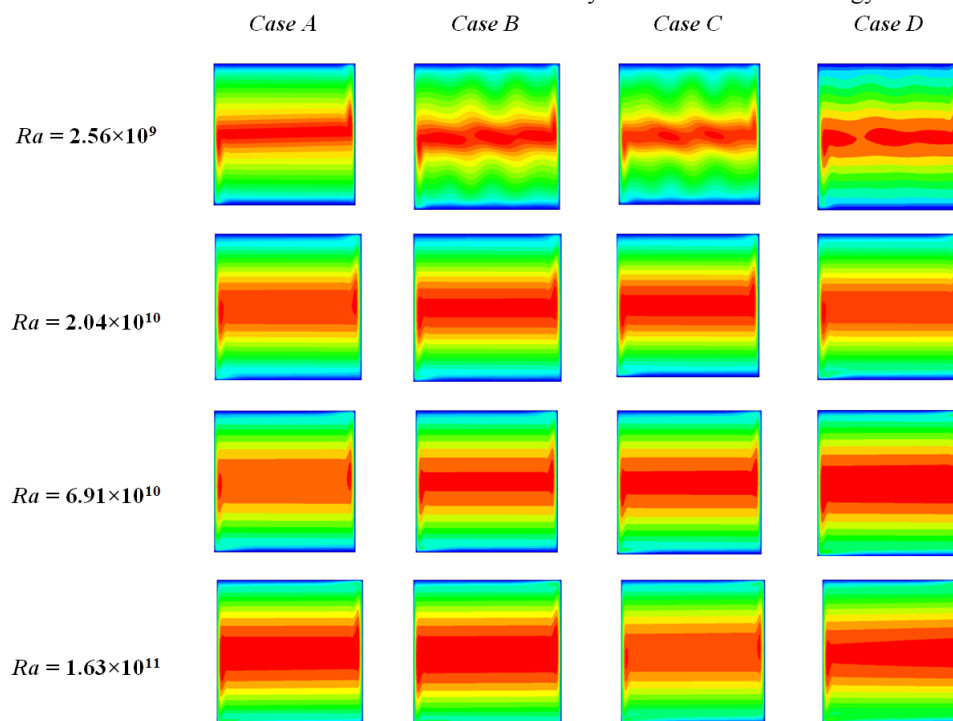 Case A Case B Case C Case D
Ra = 2.56×10⁹
Ra = 2.04×10¹⁰
Ra = 6.91×10¹⁰
Ra = 1.63×10¹¹